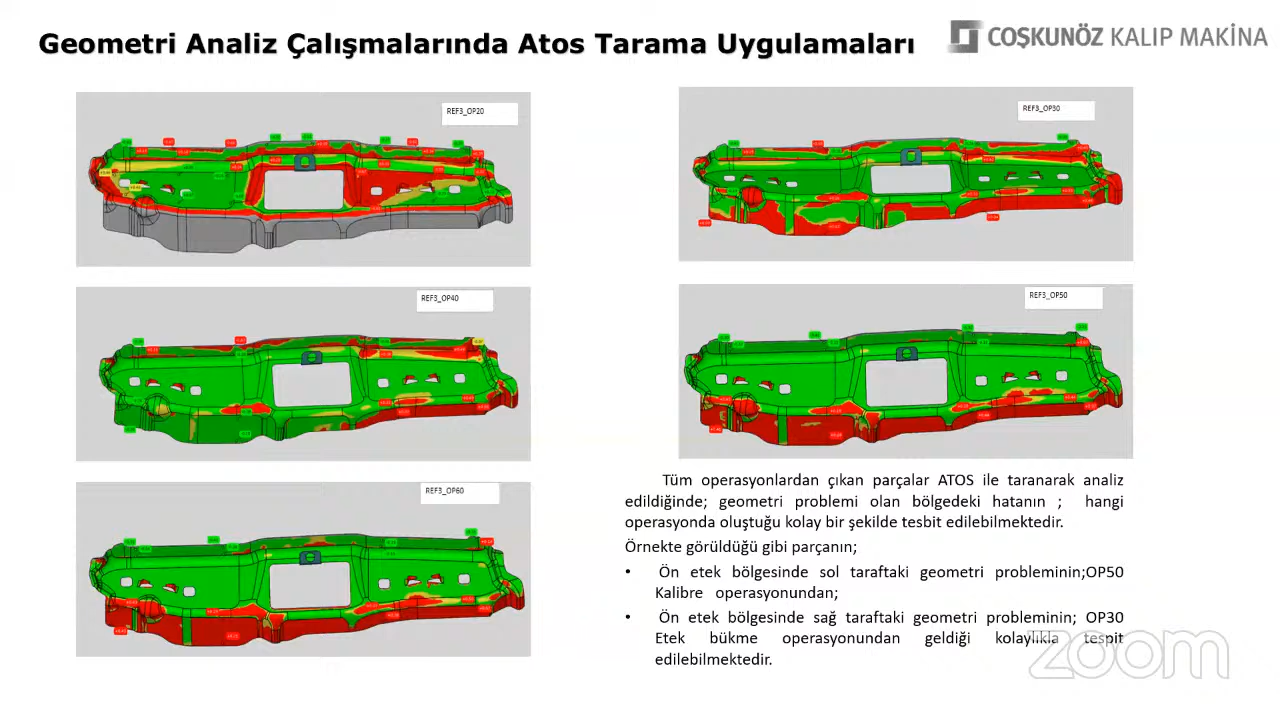 Geometri Analiz Çalışmalarında Atos Tarama Uygulamaları
COŞKUNÖZ KALIP MAKİNA
REF3_OP20
REF3_OP30
REF3_OP40
REF3_OP50
REF3_OP60
Tüm operasyonlardan çıkan parçalar ATOS ile taranarak analiz
edildiğinde; geometri problemi olan bölgedeki hatanın ; hangi
operasyonda oluştuğu kolay bir şekilde tesbit edilebilmektedir.
Örnekte görüldüğü gibi parçanın;
• Ön etek bölgesinde sol taraftaki geometri probleminin;OP50
Kalibre operasyonundan;
• Ön etek bölgesinde sağ taraftaki geometri probleminin; OP30
Etek bükme operasyonundan geldiği kolaylıkla tespit
edilebilmektedir.
zoom